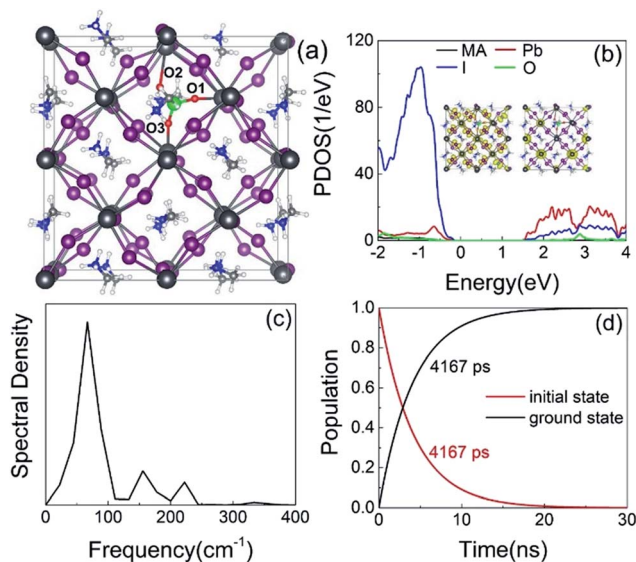 (a)
O2
O1
O3
(b)
MA
Pb
I
O
PDOS(1/eV)
120
80
40
0
-2
-1
0
1
2
3
4
Energy(eV)
(c)
Spectral Density
0
100
200
300
400
Frequency(cm⁻¹)
(d)
Population
1.0
0.8
0.6
0.4
0.2
0.0
4167 ps
initial state
ground state
4167 ps
0
10
20
30
Time(ns)